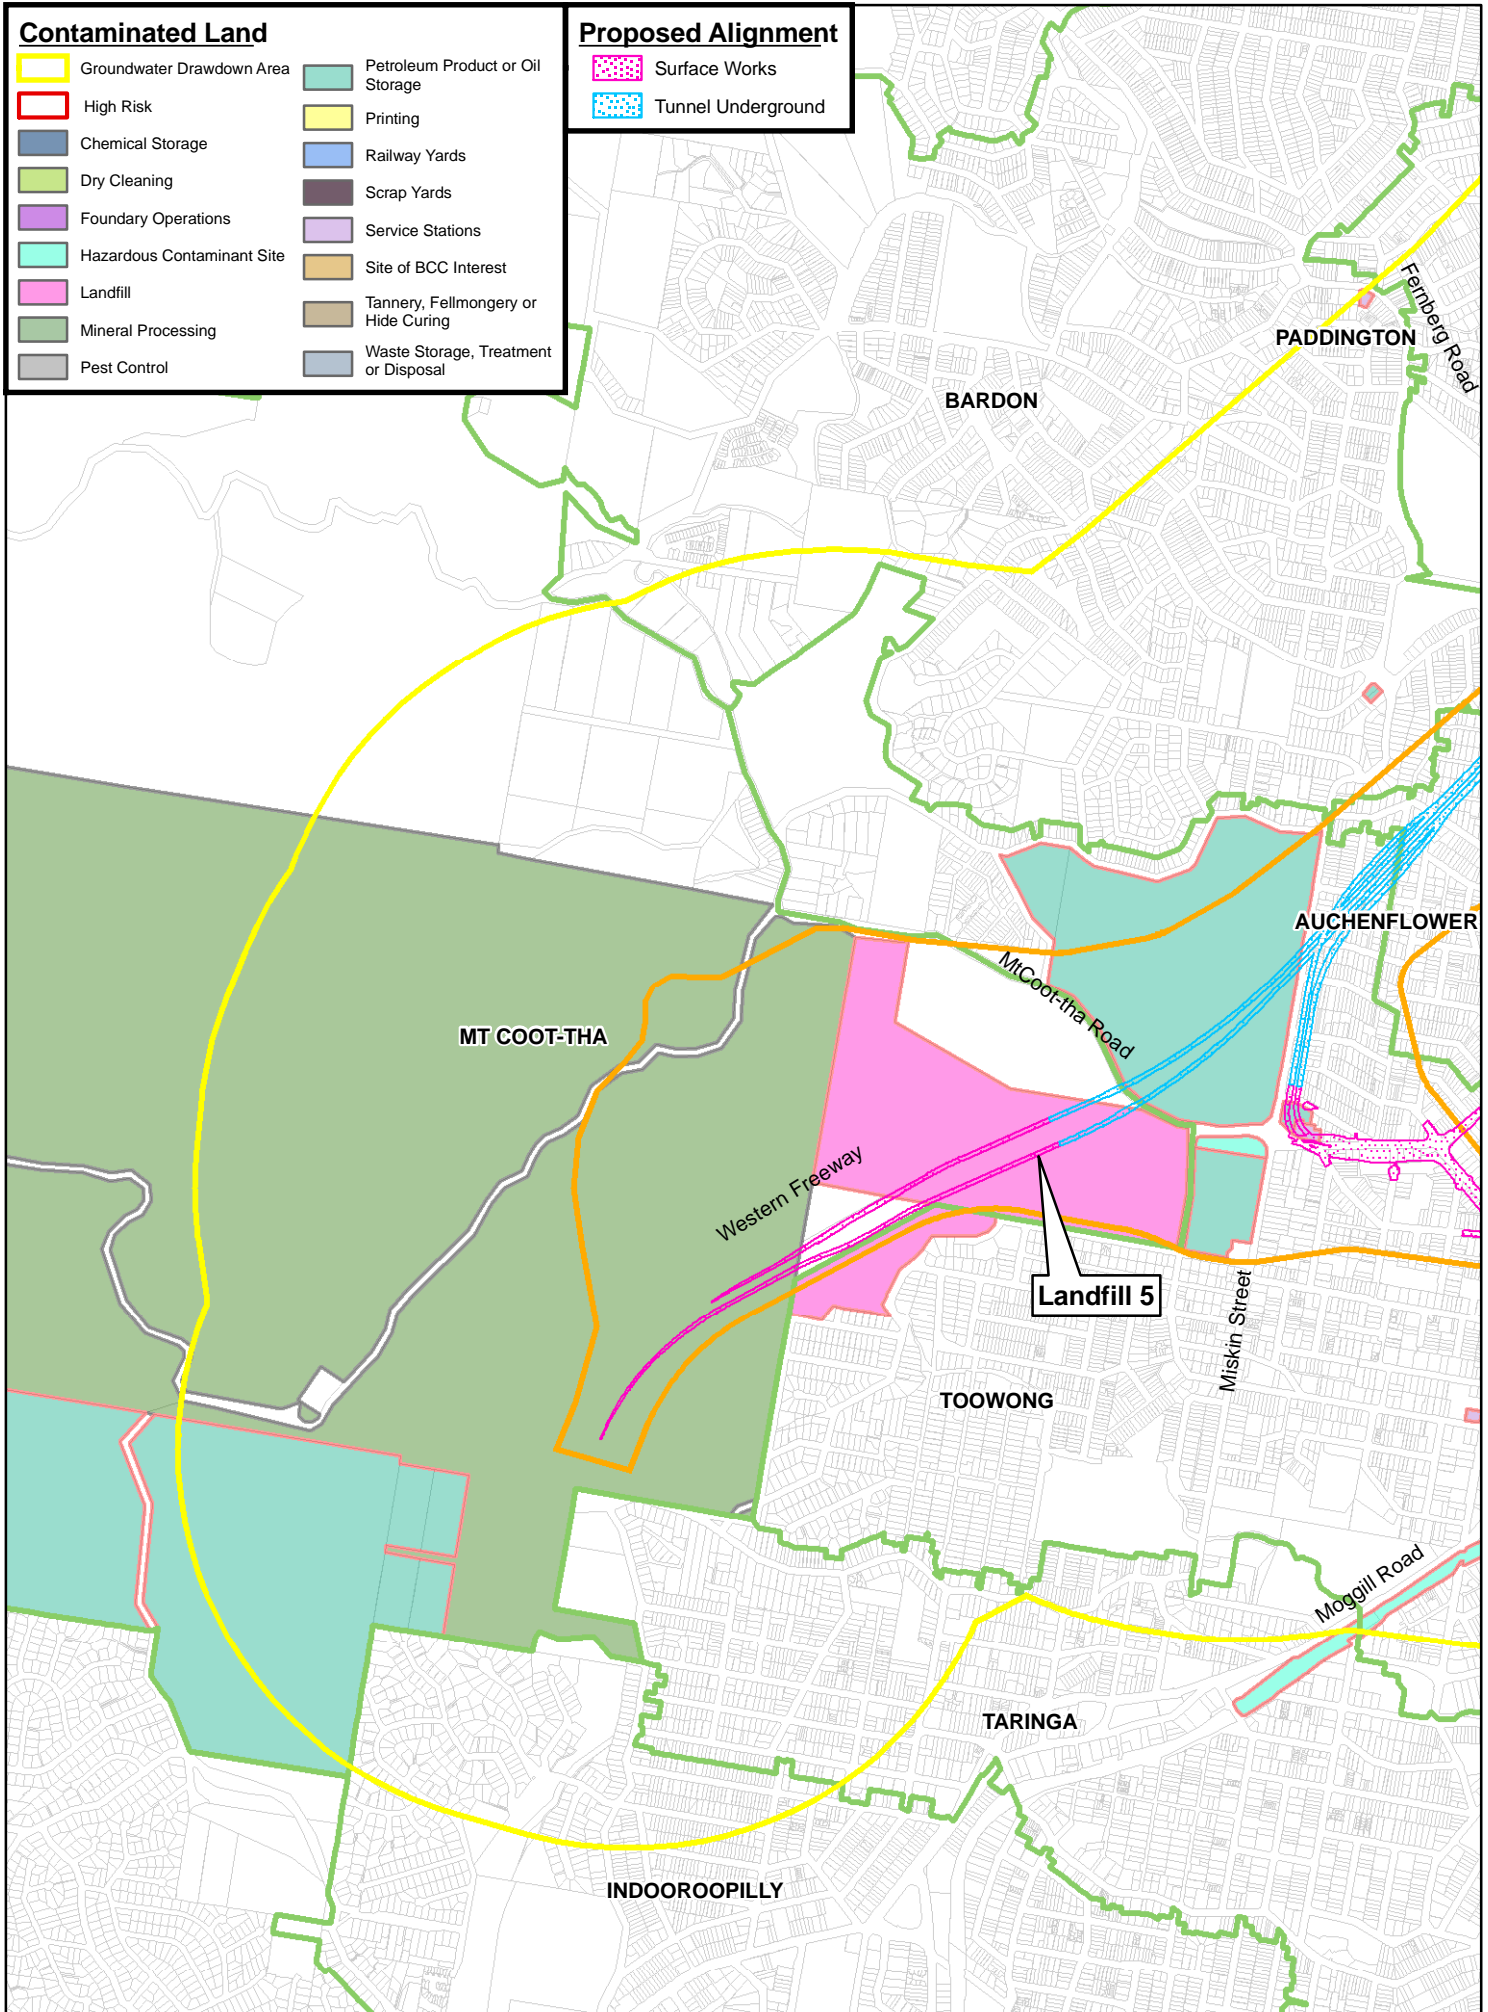 Contaminated Land
Groundwater Drawdown Area
High Risk
Chemical Storage
Dry Cleaning
Foundary Operations
Hazardous Contaminant Site
Landfill
Mineral Processing
Pest Control
Petroleum Product or Oil
Storage
Printing
Railway Yards
Scrap Yards
Service Stations
Site of BCC Interest
Tannery, Fellmongery or
Hide Curing
Waste Storage, Treatment
or Disposal
Proposed Alignment
Surface Works
Tunnel Underground
Fernberg Road
PADDINGTON
BARDON
AUCHENFLOWER
MtCoot-tha Road
MT COOT-THA
Western Freeway
Landfill 5
Miskin Street
TOOWONG
Moggill Road
TARINGA
INDOOROOPILLY